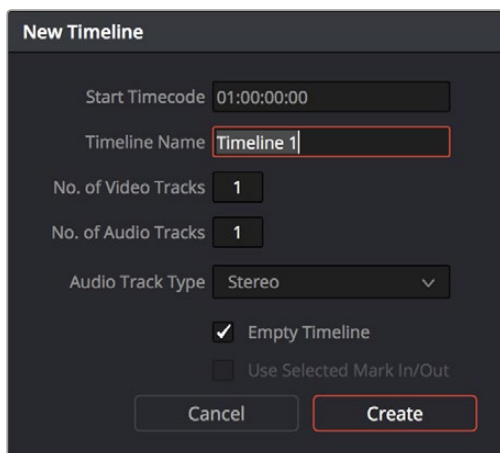 New Timeline
Start Timecode 01:00:00:00
Timeline Name Timeline 1
No. of Video Tracks 1
No. of Audio Tracks 1
Audio Track Type Stereo
Empty Timeline
Use Selected Mark In/Out
Cancel Create